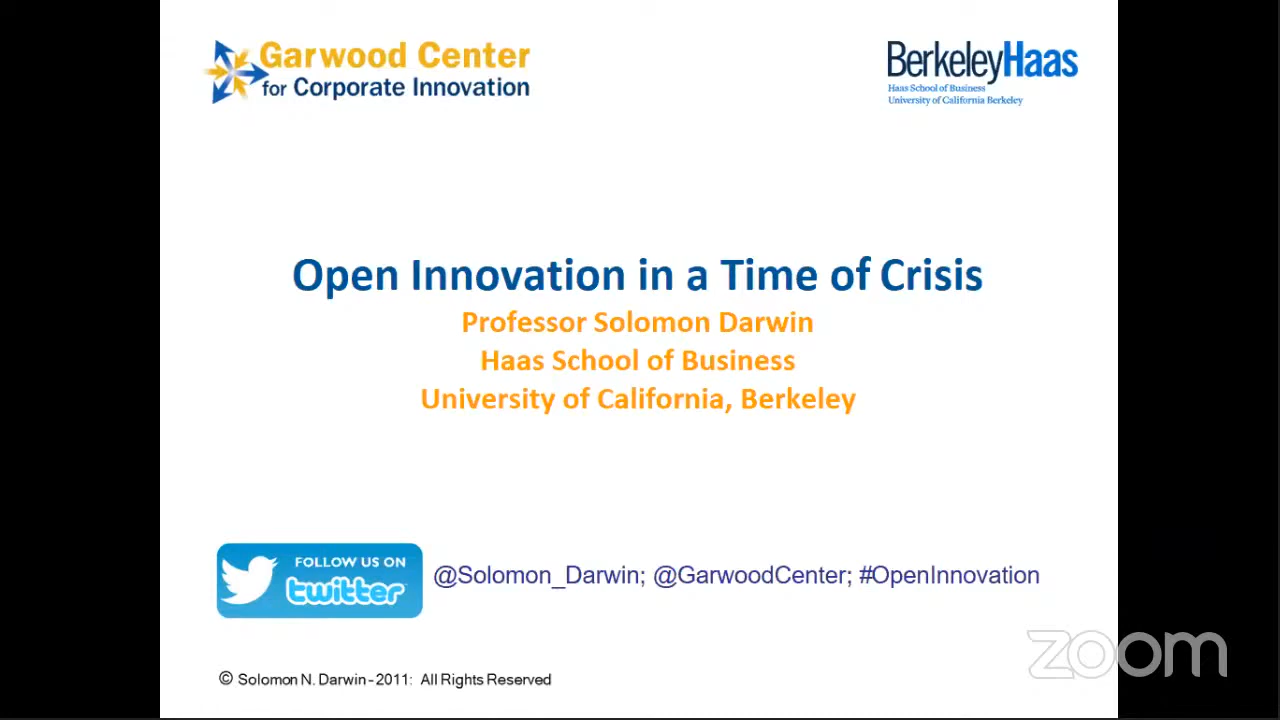 Garwood Center
for Corporate Innovation
BerkeleyHaas
Haas School of Business
University of California Berkeley
Open Innovation in a Time of Crisis
Professor Solomon Darwin
Haas School of Business
University of California, Berkeley
FOLLOW US ON
twitter
@Solomon_Darwin; @GarwoodCenter; #OpenInnovation
zoom
© Solomon N. Darwin - 2011: All Rights Reserved